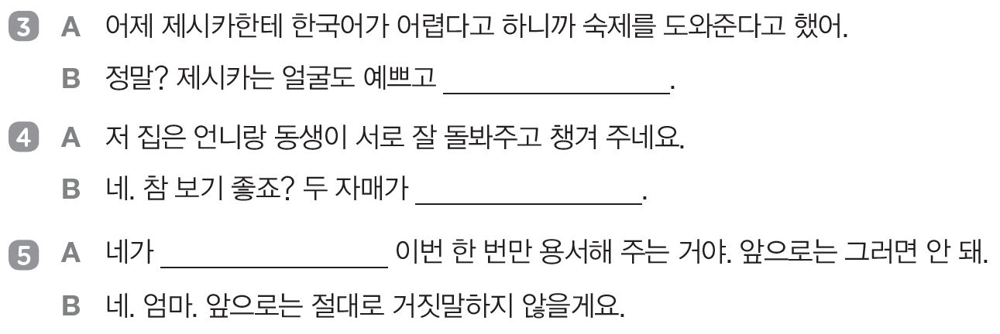 3 A 어제 제시카한테 한국어가 어렵다고 하니까 숙제를 도와준다고 했어.
B 정말? 제시카는 얼굴도 예쁘고 ____________.
4 A 저 집은 언니랑 동생이 서로 잘 돌봐주고 챙겨 주네요.
B 네. 참 보기 좋죠? 두 자매가 ____________.
5 A 네가 ____________ 이번 한 번만 용서해 주는 거야. 앞으로는 그러면 안 돼.
B 네. 엄마. 앞으로는 절대로 거짓말하지 않을게요.